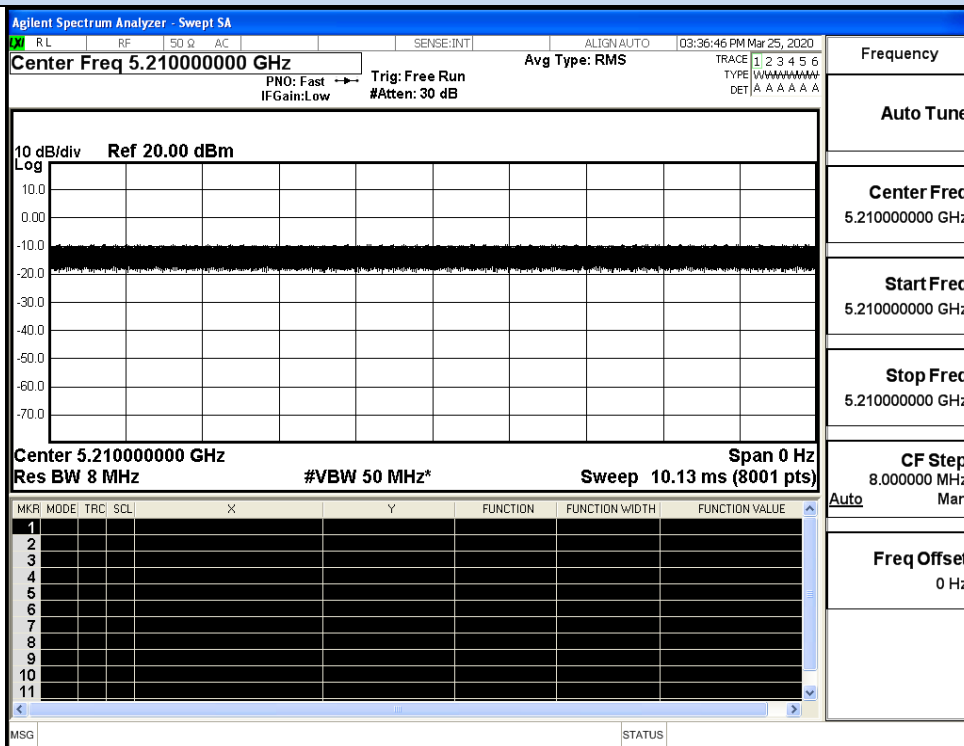 Agilent Spectrum Analyzer - Swept SA
LXI RL RF 50 Ω AC SENSE:INT ALIGN AUTO 03:36:46 PM Mar 25, 2020
Center Freq 5.210000000 GHz
PNO: Fast
IFGain:Low
Trig: Free Run
#Atten: 30 dB
Avg Type: RMS
TRACE 1 2 3 4 5 6
TYPE WWWWWW
DET A A A A A A
10 dB/div Ref 20.00 dBm
Log
10.0
0.00
-10.0
-20.0
-30.0
-40.0
-50.0
-60.0
-70.0
Center 5.210000000 GHz Span 0 Hz
Res BW 8 MHz #VBW 50 MHz* Sweep 10.13 ms (8001 pts)
MKR MODE TRC SCL X Y FUNCTION FUNCTION WIDTH FUNCTION VALUE
1
2
3
4
5
6
7
8
9
10
11
MSG STATUS
Frequency
Auto Tune
Center Freq
5.210000000 GHz
Start Freq
5.210000000 GHz
Stop Freq
5.210000000 GHz
CF Step
8.000000 MHz
Auto Man
Freq Offset
0 Hz